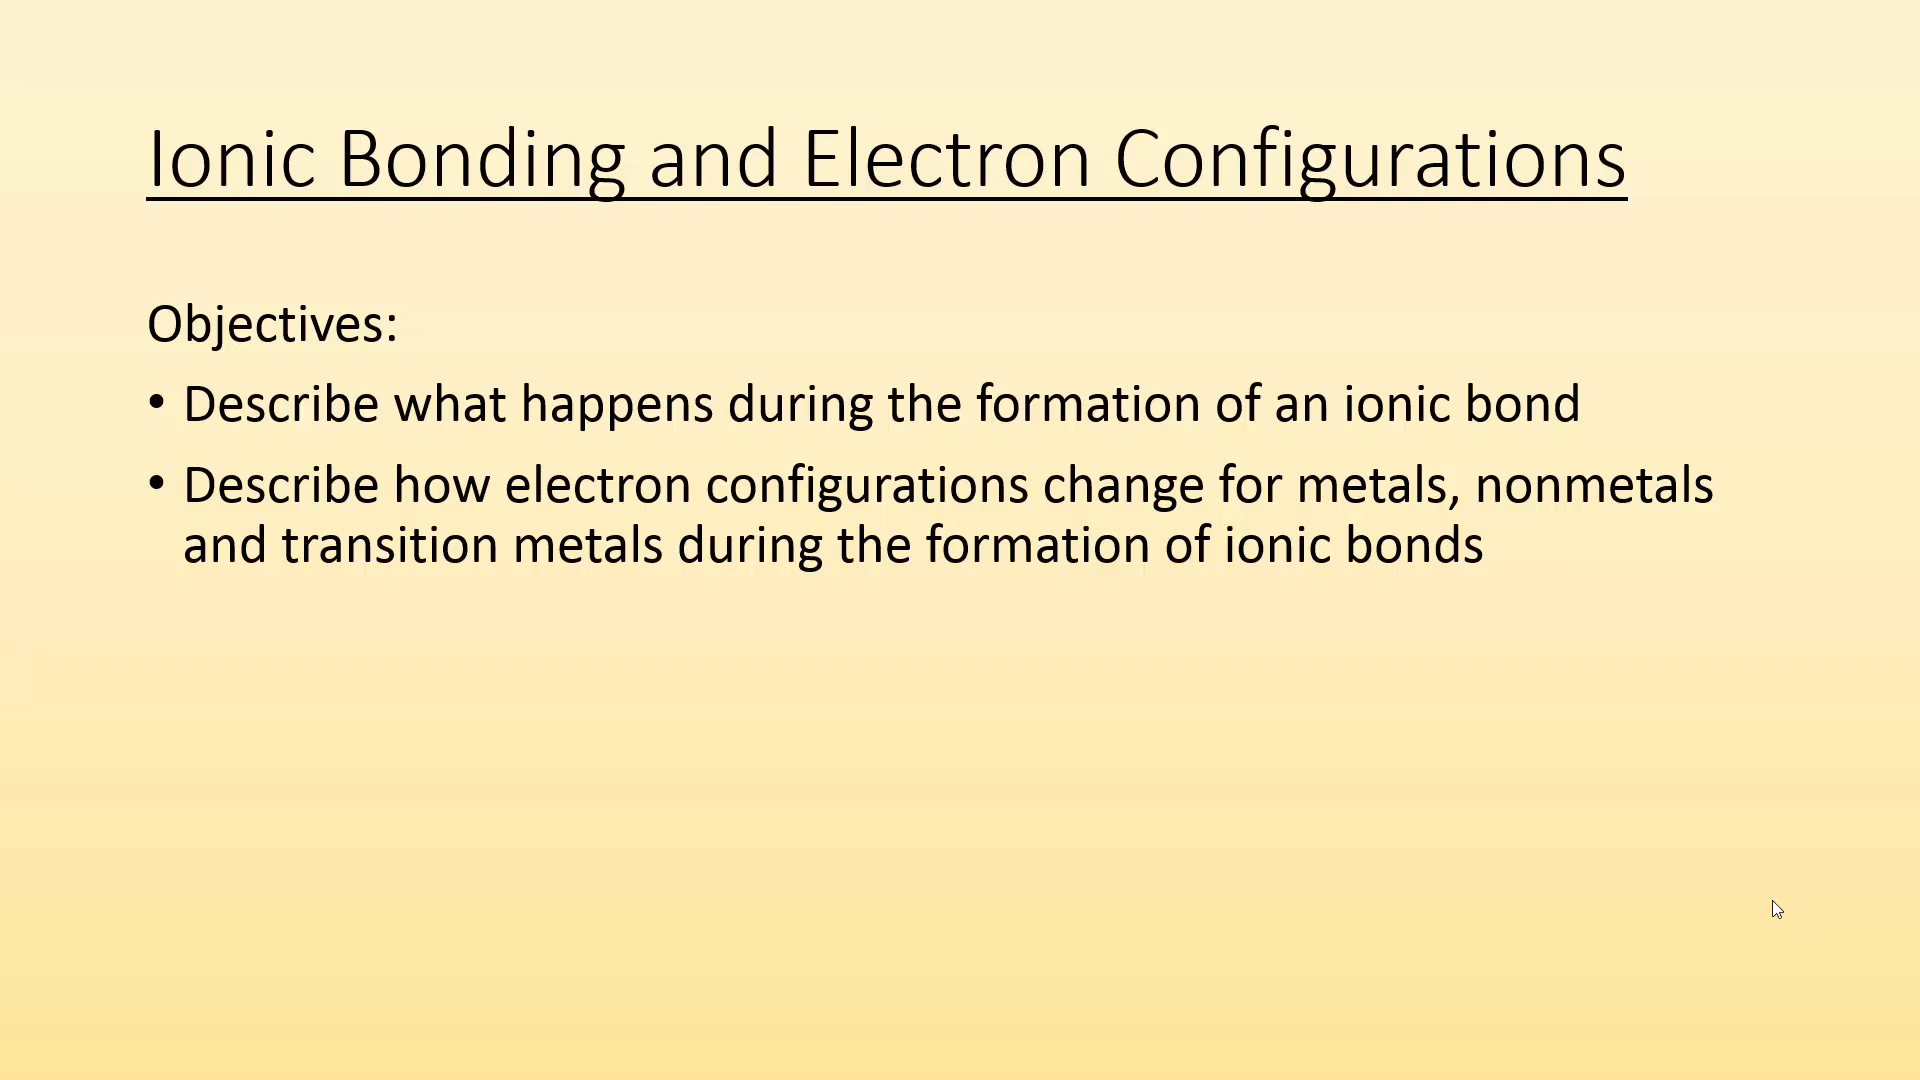 Ionic Bonding and Electron Configurations
Objectives:
• Describe what happens during the formation of an ionic bond
• Describe how electron configurations change for metals, nonmetals
and transition metals during the formation of ionic bonds